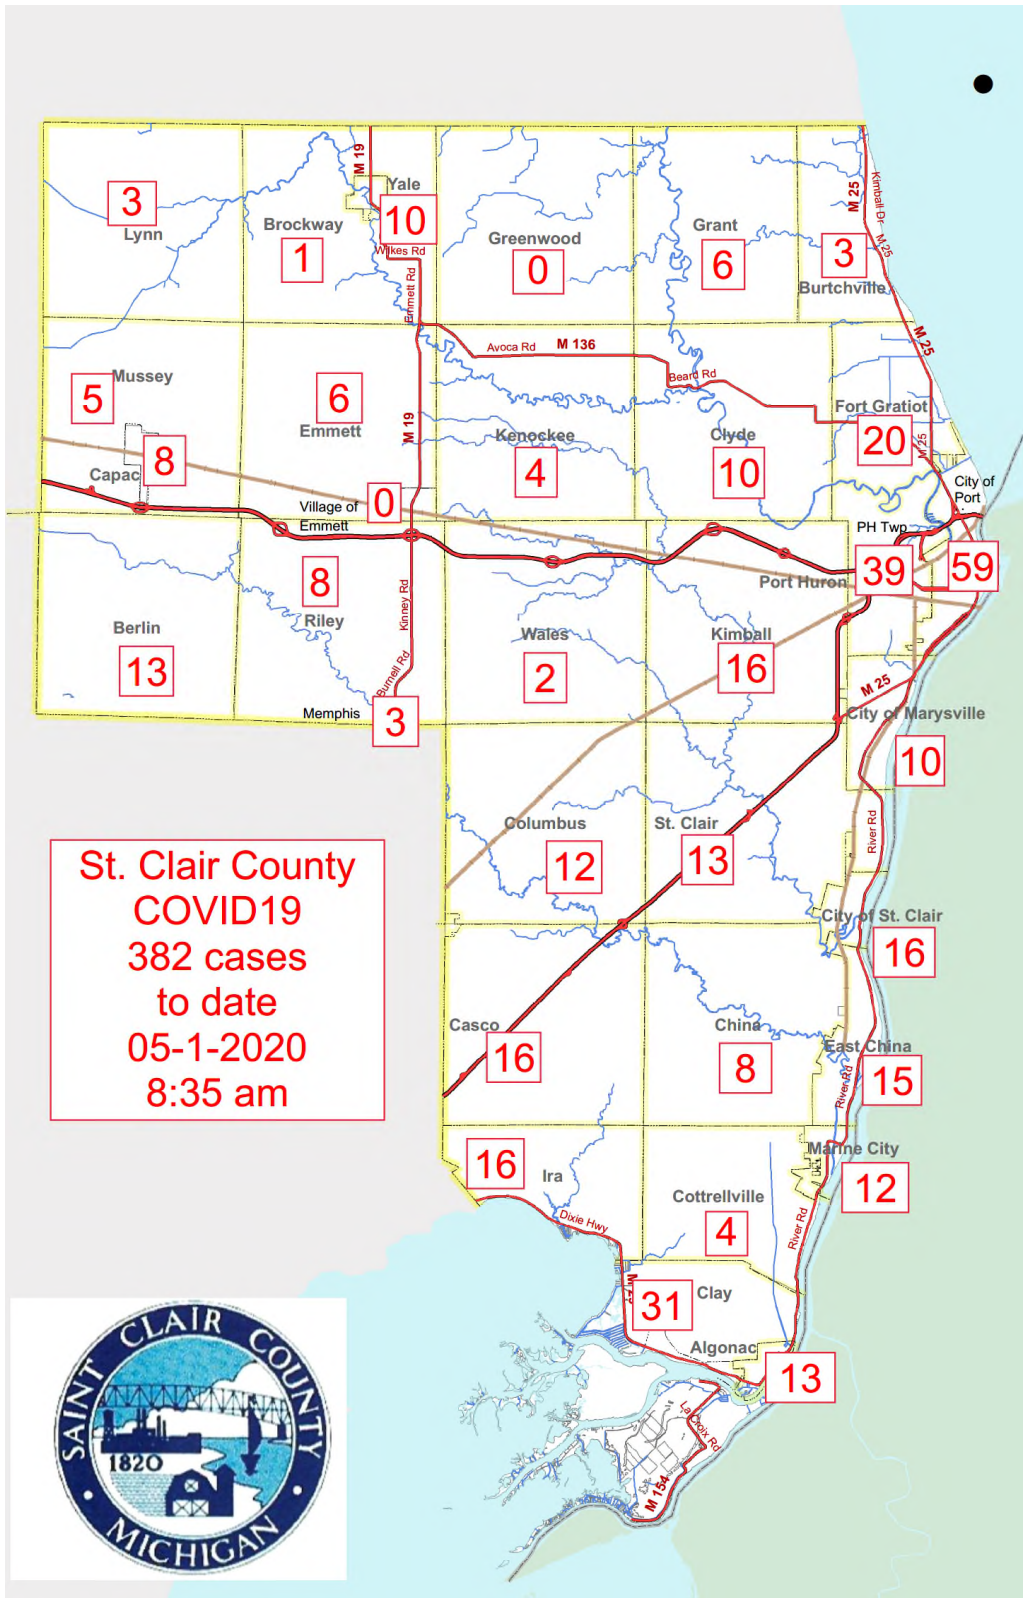 M 19
Yale
10
3
Lynn
Brockway
1
Wilkes Rd
Emmett Rd
Greenwood
0
Grant
6
M 25
Kimball Dr
M 25
3
Burtchville
M 25
Avoca Rd
M 136
Beard Rd
Mussey
5
6
Emmett
M 19
Kenockee
4
Clyde
10
Fort Gratiot
20
M 25
Capac
8
Village of
Emmett
0
City of
Port
PH Twp
39
59
Port Huron
8
Riley
Kinney Rd
Burnell Rd
Berlin
13
Wales
2
Kimball
16
M 25
Memphis
3
City of Marysville
10
River Rd
Columbus
12
St. Clair
13
St. Clair County
COVID19
382 cases
to date
05-1-2020
8:35 am
City of St. Clair
16
Casco
16
China
8
East China
15
River Rd
Marine City
12
16
Ira
Dixie Hwy
Cottrellville
4
River Rd
31
Clay
Algonac
13
La Croix Rd
M 154
SAINT CLAIR COUNTY
1820
MICHIGAN